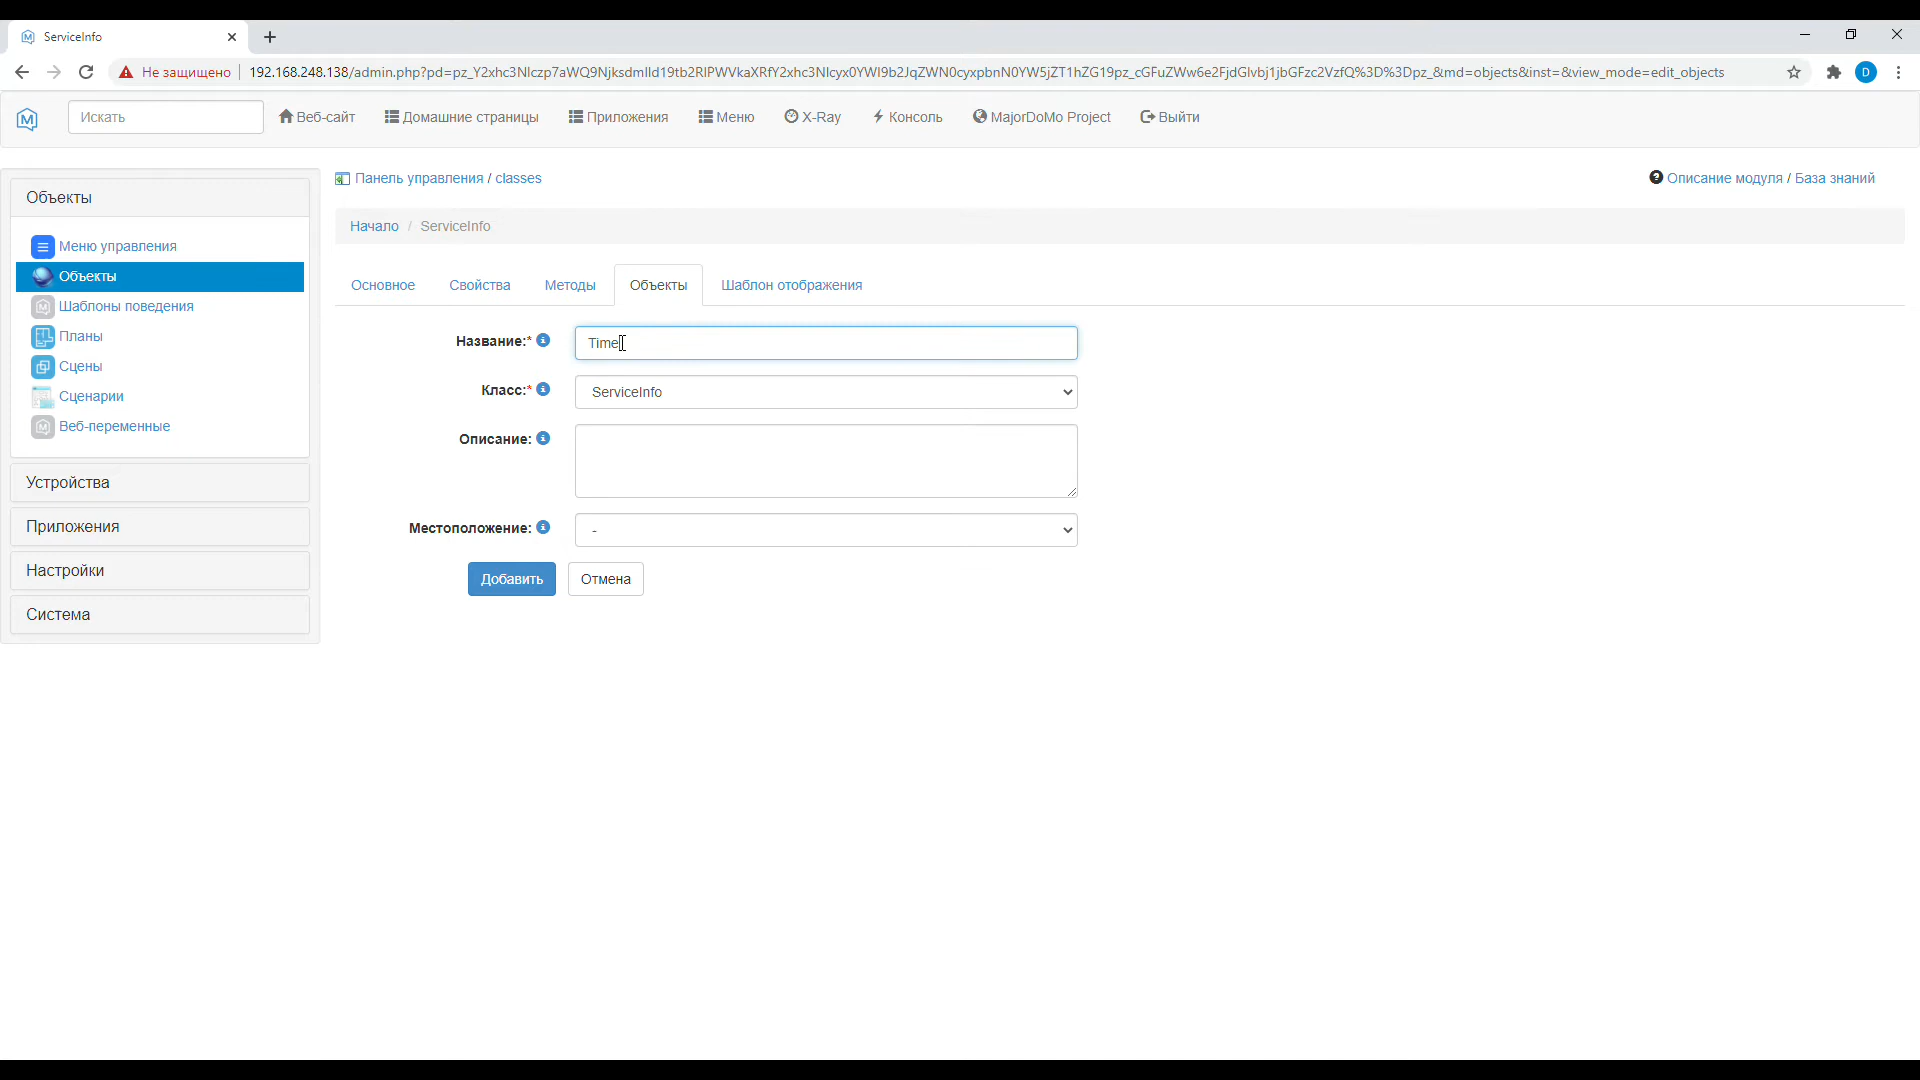 ServiceInfo
Не защищено
192.168.248.138/admin.php?pd=pz_Y2xhc3NIczp7aWQ9NjksdmlId19tb2RlPWVkaXRfY2xhc3NIcyx0YWI9b2JqZWN0cyxpbnN0YW5jZT1hZG19pz_cGFuZWw6e2FjdGlvbj1jbGFzc2VzfQ%3D%3Dpz_&md=objects&inst=&view_mode=edit_objects
D
Искать
Веб-сайт
Домашние страницы
Приложения
Меню
X-Ray
Консоль
MajorDoMo Project
Выйти
Объекты
Меню управления
Объекты
Шаблоны поведения
Планы
Сцены
Сценарии
Веб-переменные
Устройства
Приложения
Настройки
Система
Панель управления / classes
Описание модуля / База знаний
Начало / ServiceInfo
Основное
Свойства
Методы
Объекты
Шаблон отображения
Название:*
Time
Класс:*
ServiceInfo
Описание:
Местоположение:
-
Добавить
Отмена